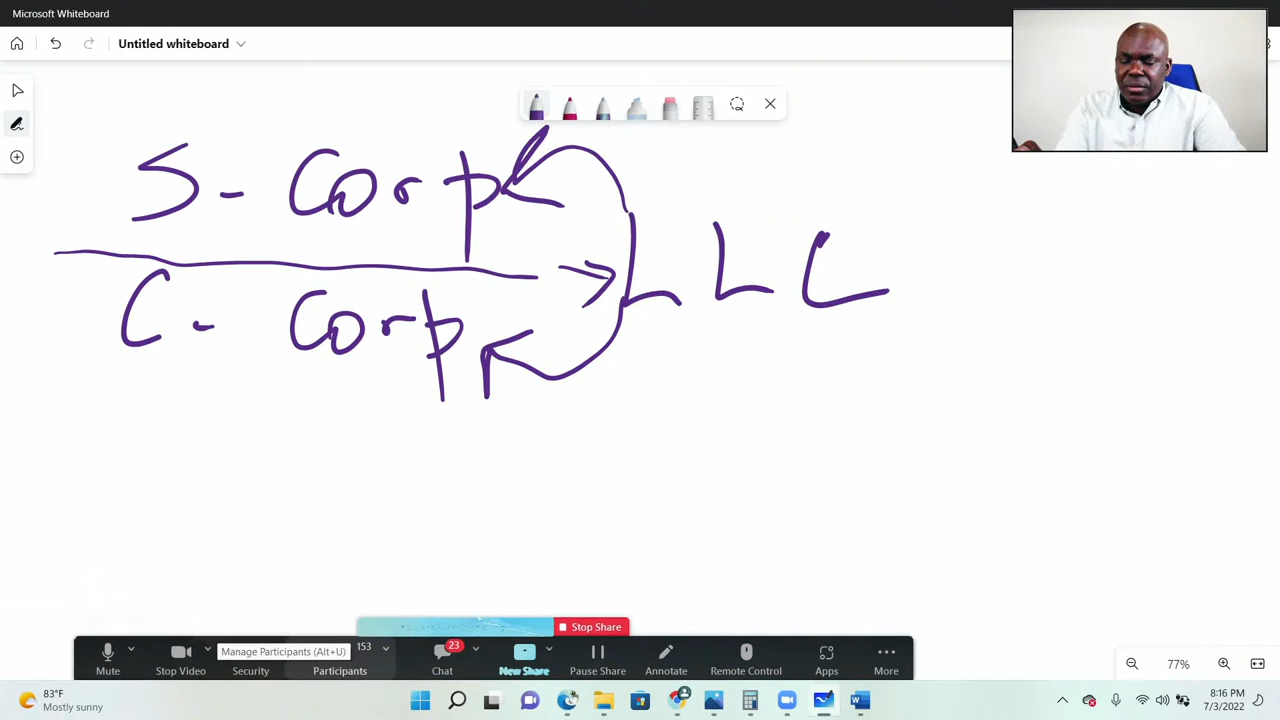 Microsoft Whiteboard
Untitled whiteboard
S - Corp
L L C
C - Corp
Stop Share
Manage Participants (Alt+U)
153
23
Mute
Stop Video
Security
Participants
Chat
New Share
Pause Share
Annotate
Remote Control
Apps
More
77%
83°F
Mostly sunny
8:16 PM
7/3/2022